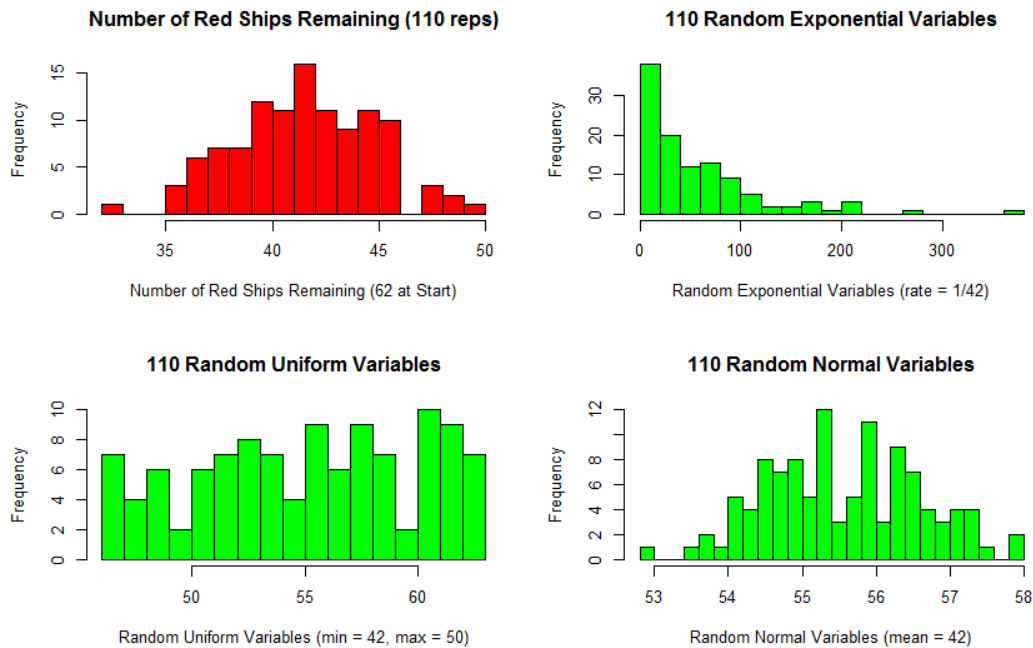 Number of Red Ships Remaining (110 reps)
Frequency
0 5 10 15
35 40 45 50
Number of Red Ships Remaining (62 at Start)
110 Random Exponential Variables
Frequency
0 10 20 30
0 100 200 300
Random Exponential Variables (rate = 1/42)
110 Random Uniform Variables
Frequency
0 2 4 6 8 10
50 55 60
Random Uniform Variables (min = 42, max = 50)
110 Random Normal Variables
Frequency
0 2 4 6 8 12
53 54 55 56 57 58
Random Normal Variables (mean = 42)